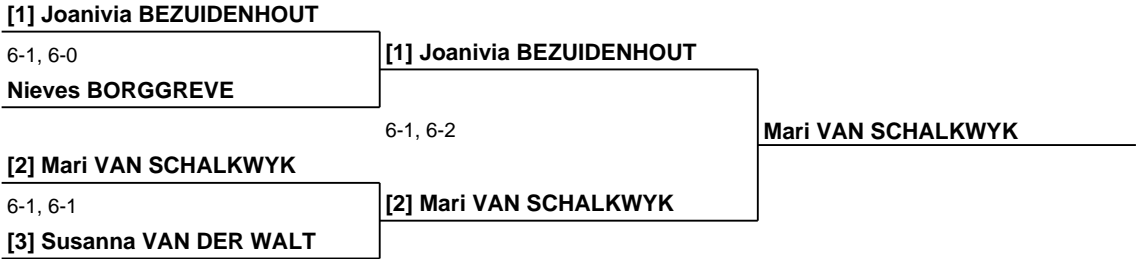 [1] Joanivia BEZUIDENHOUT
6-1, 6-0
[1] Joanivia BEZUIDENHOUT
Nieves BORGGREVE
6-1, 6-2
Mari VAN SCHALKWYK
[2] Mari VAN SCHALKWYK
6-1, 6-1
[2] Mari VAN SCHALKWYK
[3] Susanna VAN DER WALT